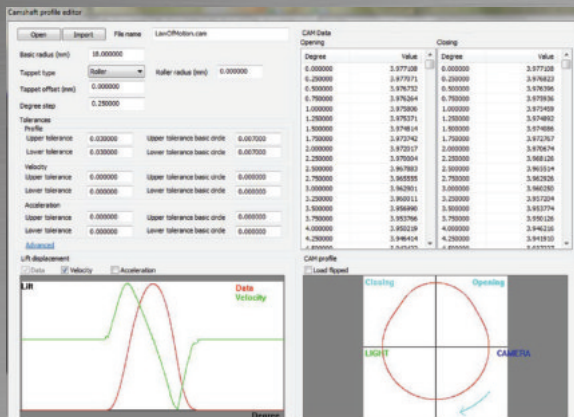 Camshaft profile editor
Open Import File name LawOfMotion.cam
Basic radius (mm) 18.000000
Tappet type Roller Roller radius (mm) 0.000000
Tappet offset (mm) 0.000000
Degree step 0.250000
Tolerances
Profile
Upper tolerance 0.030000 Upper tolerance basic circle 0.007000
Lower tolerance 0.030000 Lower tolerance basic circle 0.007000
Velocity
Upper tolerance 0.000000 Upper tolerance basic circle 0.000000
Lower tolerance 0.000000 Lower tolerance basic circle 0.000000
Acceleration
Upper tolerance 0.000000 Upper tolerance basic circle 0.000000
Lower tolerance 0.000000 Lower tolerance basic circle 0.000000
Advanced
CAM Data
Opening Closing
Degree Value Degree Value
0.000000 3.977108 0.000000 3.977108
0.250000 3.977071 0.250000 3.976823
0.500000 3.976732 0.500000 3.976396
0.750000 3.976264 0.750000
1.000000 3.975806 1.000000
1.250000 3.975371 1.250000 3.974892
1.500000 3.974814 1.500000 3.974086
1.750000 3.973742 1.750000 3.972757
2.000000 3.972017 2.000000 3.970674
2.250000 2.250000 3.968126
2.500000 3.967883 2.500000 3.965514
2.750000 3.965555 2.750000 3.962926
3.000000 3.962901 3.000000 3.960250
3.250000 3.960011 3.250000 3.957204
3.500000 3.956990 3.500000 3.953774
3.750000 3.953766 3.750000 3.950126
4.000000 3.950219 4.000000 3.946216
4.250000 3.946414 4.250000 3.941910
Lift displacement
Data Velocity Acceleration
Lift
Data
Velocity
Degree
CAM profile
Load flipped
Closing Opening
LIGHT CAMERA